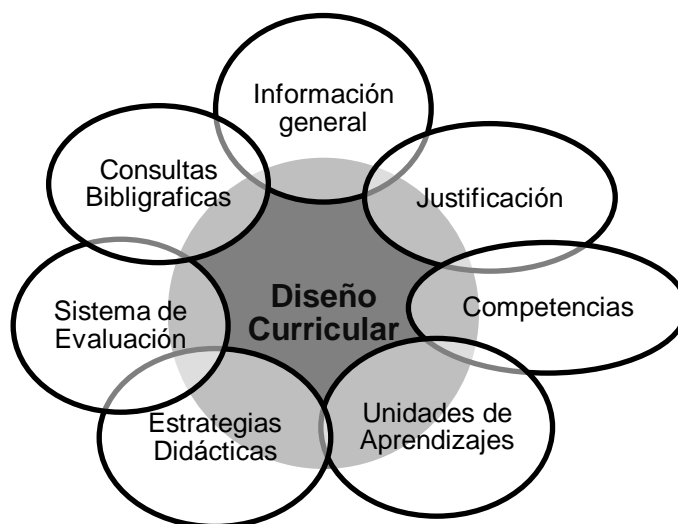 Información
general
Justificación
Competencias
Unidades de
Aprendizajes
Estrategias
Didácticas
Sistema de
Evaluación
Consultas
Bibligraficas
Diseño
Curricular